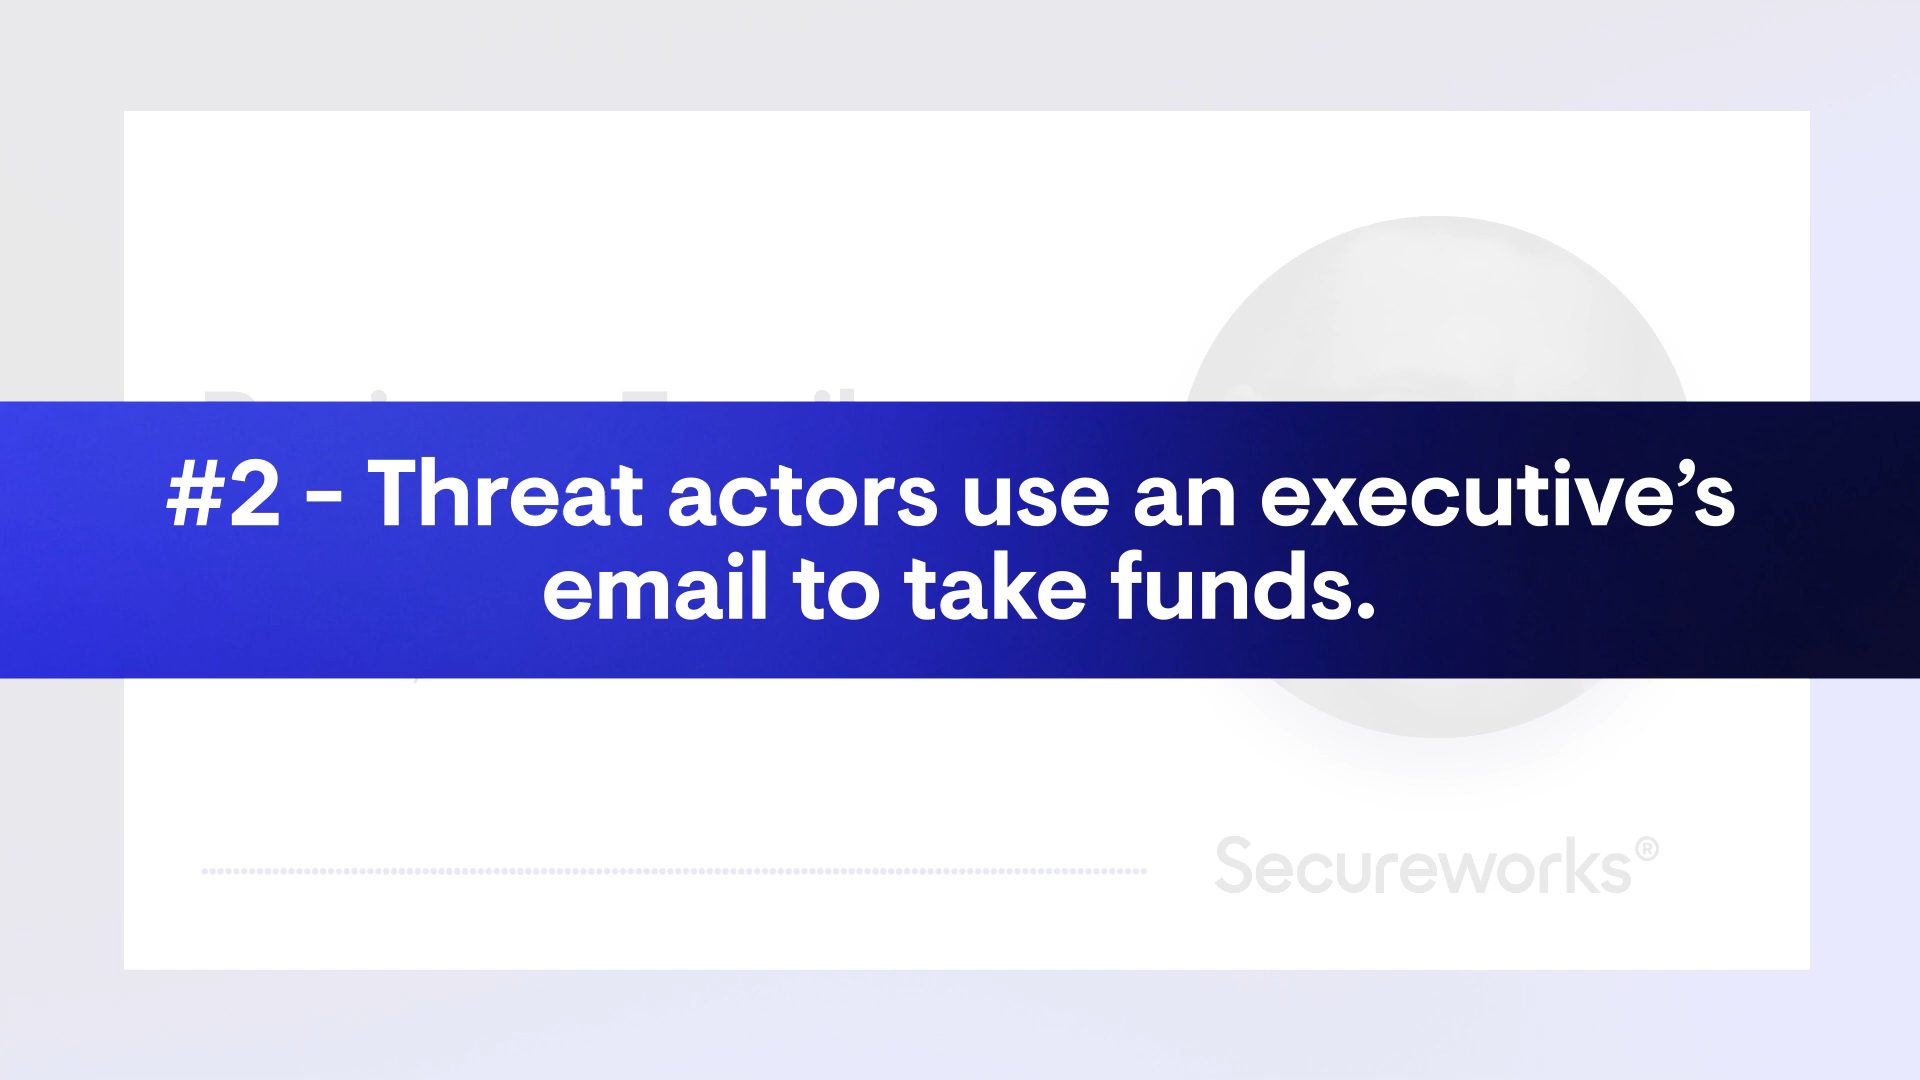 #2 - Threat actors use an executive’s
email to take funds.
Secureworks®